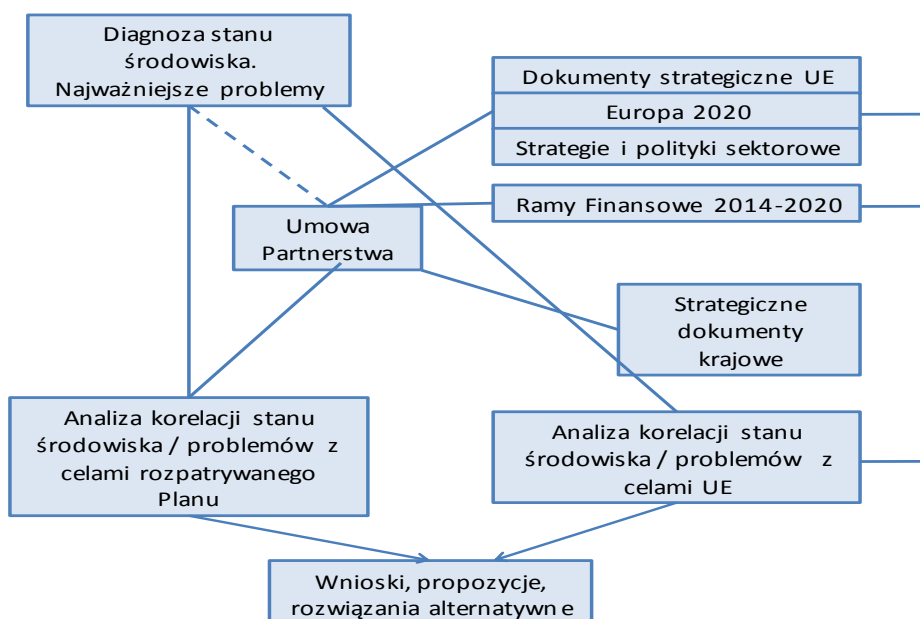 Diagnoza stanu
środowiska.
Najważniejsze problemy
Dokumenty strategiczne UE
Europa 2020
Strategie i polityki sektorowe
Ramy Finansowe 2014-2020
Umowa
Partnerstwa
Strategiczne
dokumenty
krajowe
Analiza korelacji stanu
środowiska / problemów z
celami rozpatrywanego
Planu
Analiza korelacji stanu
środowiska / problemów z
celami UE
Wnioski, propozycje,
rozwiązania alternatywne